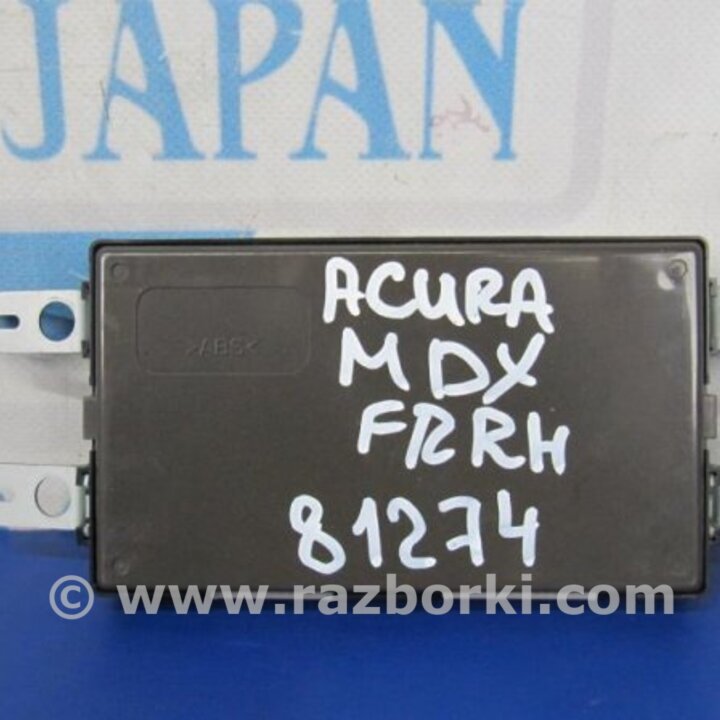 JAPAN
>ABS<
ACURA
MDX
FRRH
81274
© www.razborki.com